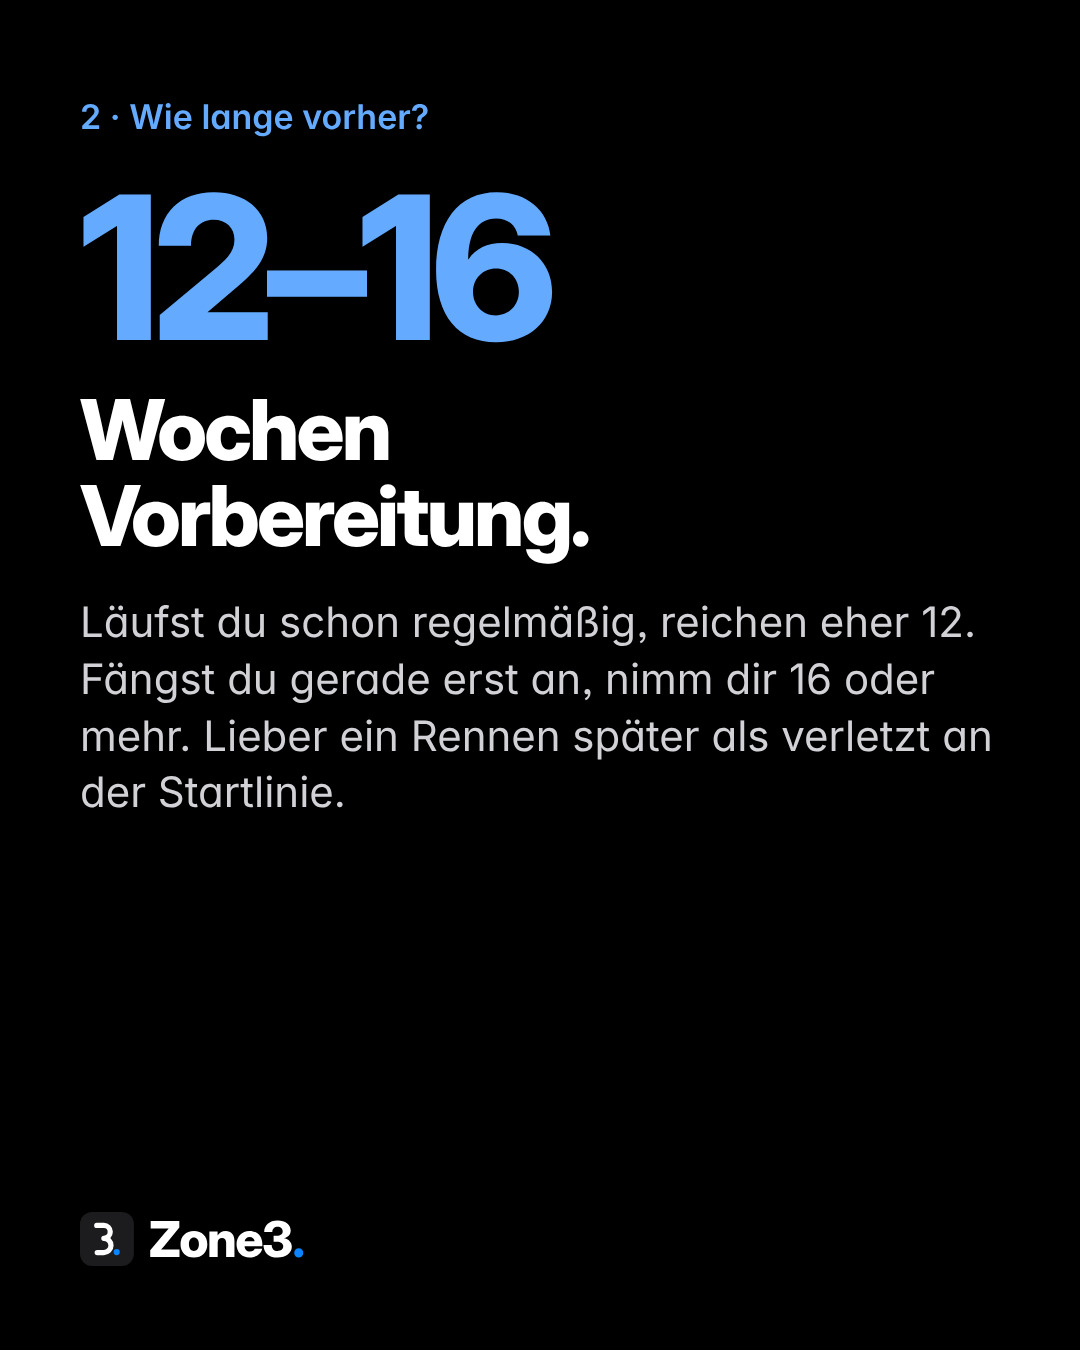 2 · Wie lange vorher?
12–16
Wochen
Vorbereitung.
Läufst du schon regelmäßig, reichen eher 12.
Fängst du gerade erst an, nimm dir 16 oder
mehr. Lieber ein Rennen später als verletzt an
der Startlinie.
3. Zone3.